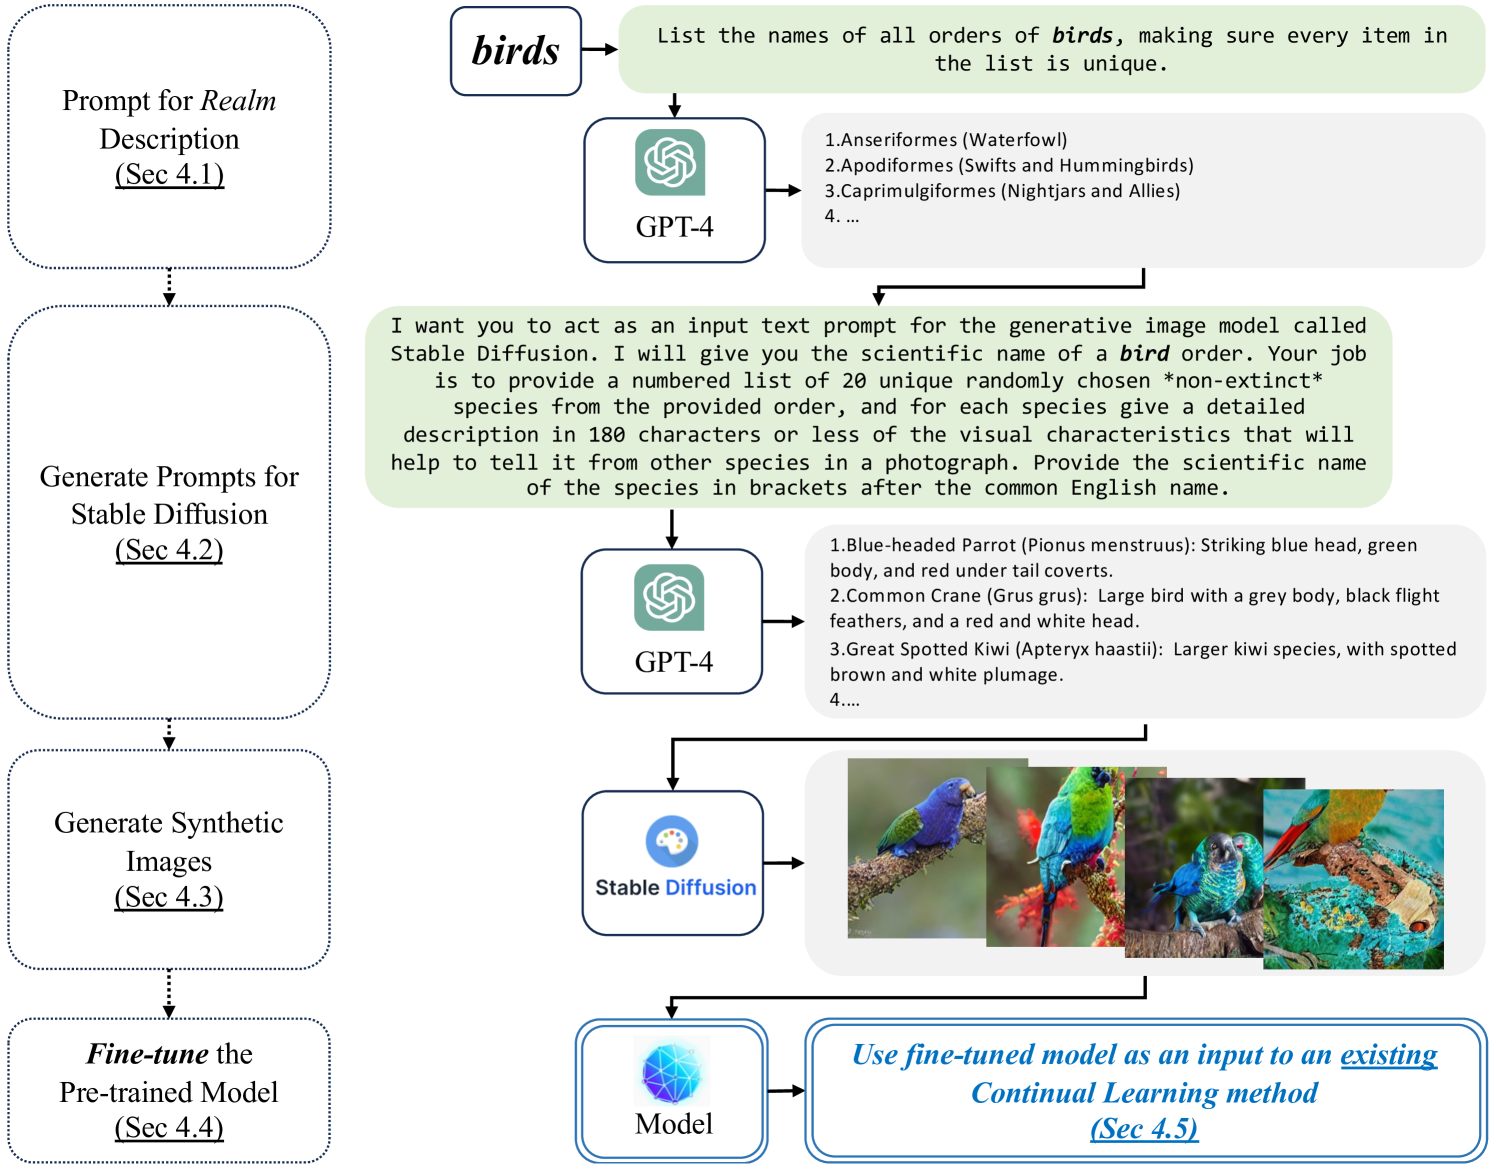 Prompt for Realm
Description
(Sec 4.1)
birds
List the names of all orders of birds, making sure every item in
the list is unique.
GPT-4
1.Anseriformes (Waterfowl)
2.Apodiformes (Swifts and Hummingbirds)
3.Caprimulgiformes (Nightjars and Allies)
4. ...
Generate Prompts for
Stable Diffusion
(Sec 4.2)
I want you to act as an input text prompt for the generative image model called
Stable Diffusion. I will give you the scientific name of a bird order. Your job
is to provide a numbered list of 20 unique randomly chosen *non-extinct*
species from the provided order, and for each species give a detailed
description in 180 characters or less of the visual characteristics that will
help to tell it from other species in a photograph. Provide the scientific name
of the species in brackets after the common English name.
GPT-4
1.Blue-headed Parrot (Pionus menstruus): Striking blue head, green
body, and red under tail coverts.
2.Common Crane (Grus grus):  Large bird with a grey body, black flight
feathers, and a red and white head.
3.Great Spotted Kiwi (Apteryx haastii):  Larger kiwi species, with spotted
brown and white plumage.
4....
Generate Synthetic
Images
(Sec 4.3)
Stable Diffusion
Fine-tune the
Pre-trained Model
(Sec 4.4)
Model
Use fine-tuned model as an input to an existing
Continual Learning method
(Sec 4.5)